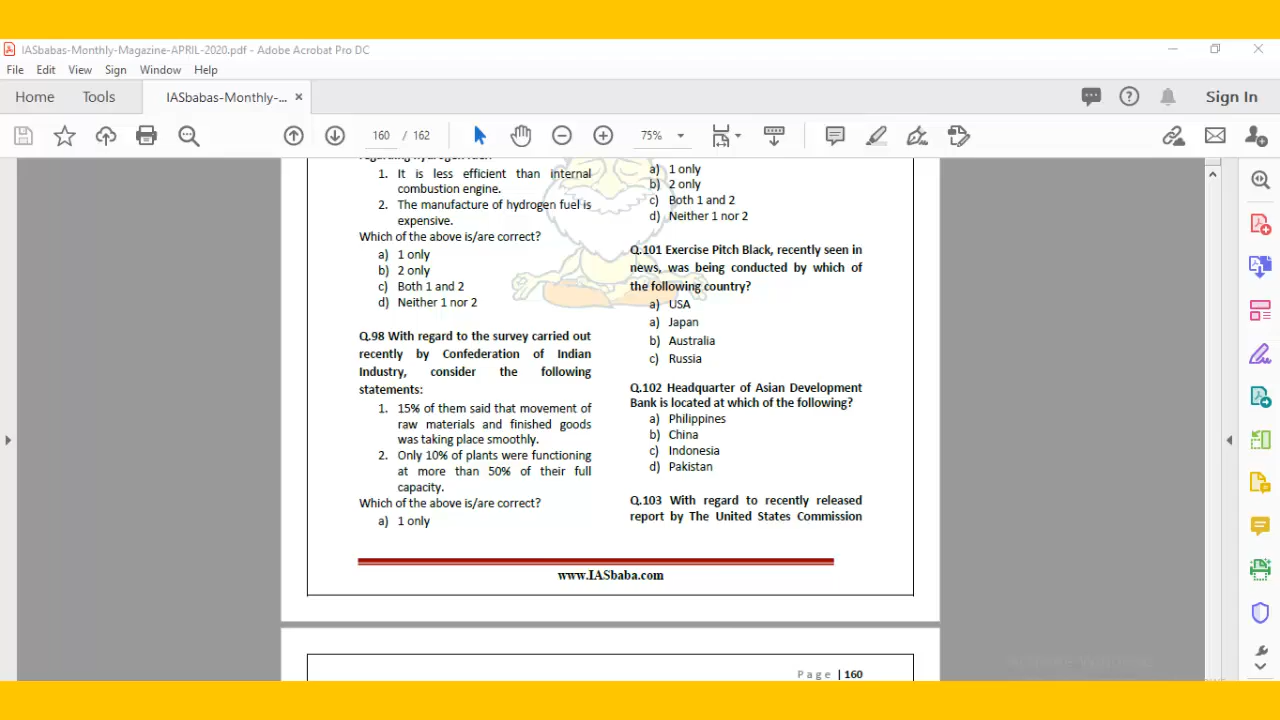 IASbabas-Monthly-Magazine-APRIL-2020.pdf - Adobe Acrobat Pro DC
File Edit View Sign Window Help
Home Tools IASbabas-Monthly-... × Sign In
160 / 162 75%
regarding hydrogen fuel:
1. It is less efficient than internal
combustion engine.
2. The manufacture of hydrogen fuel is
expensive.
Which of the above is/are correct?
a) 1 only
b) 2 only
c) Both 1 and 2
d) Neither 1 nor 2
Q.98 With regard to the survey carried out
recently by Confederation of Indian
Industry, consider the following
statements:
1. 15% of them said that movement of
raw materials and finished goods
was taking place smoothly.
2. Only 10% of plants were functioning
at more than 50% of their full
capacity.
Which of the above is/are correct?
a) 1 only
a) 1 only
b) 2 only
c) Both 1 and 2
d) Neither 1 nor 2
Q.101 Exercise Pitch Black, recently seen in
news, was being conducted by which of
the following country?
a) USA
a) Japan
b) Australia
c) Russia
Q.102 Headquarter of Asian Development
Bank is located at which of the following?
a) Philippines
b) China
c) Indonesia
d) Pakistan
Q.103 With regard to recently released
report by The United States Commission
www.IASbaba.com
Page | 160